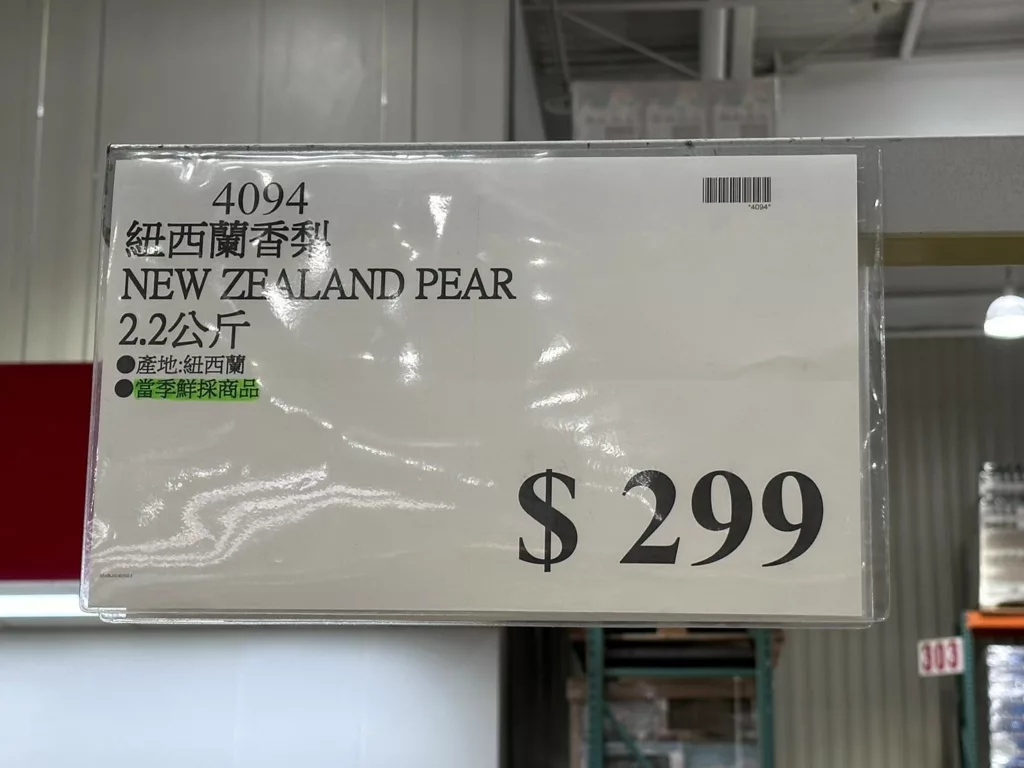 4094
紐西蘭香梨
NEW ZEALAND PEAR
2.2公斤
●產地:紐西蘭
●當季鮮採商品
*4094*
$ 299
303